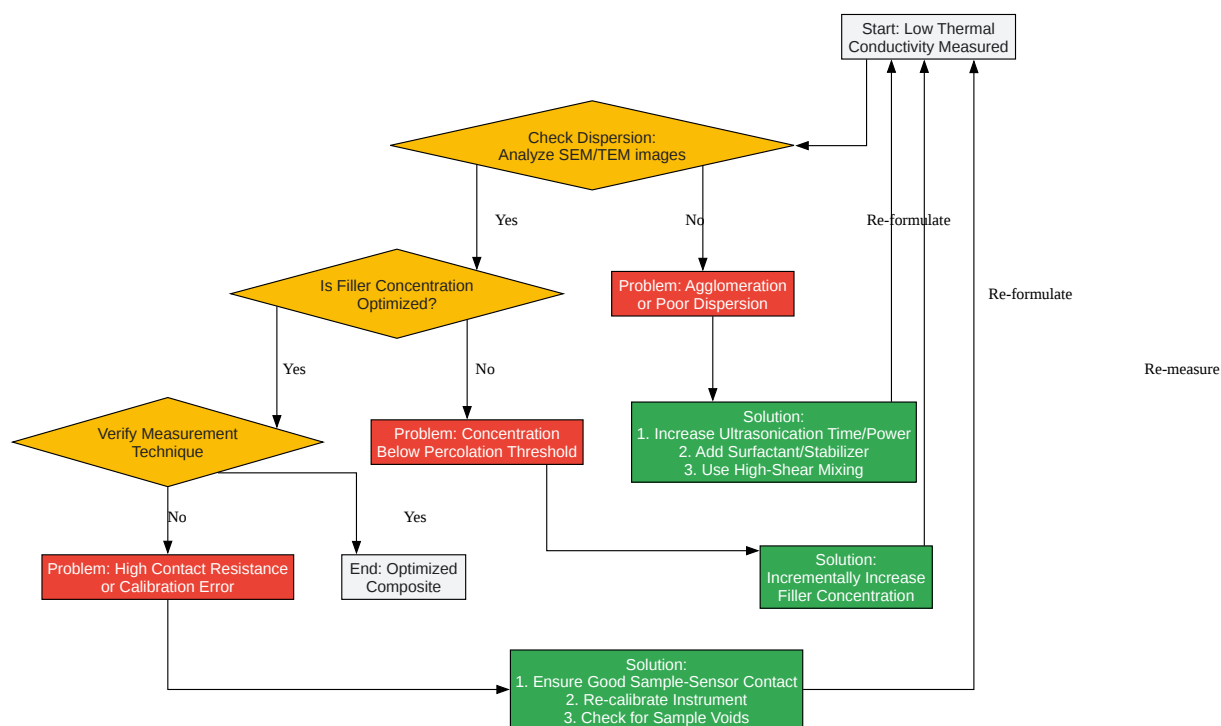 Start: Low Thermal
Conductivity Measured
Check Dispersion:
Analyze SEM/TEM images
Yes
No
Re-formulate
Is Filler Concentration
Optimized?
Problem: Agglomeration
or Poor Dispersion
Re-formulate
Yes
No
Re-measure
Verify Measurement
Technique
Problem: Concentration
Below Percolation Threshold
Solution:
1. Increase Ultrasonication Time/Power
2. Add Surfactant/Stabilizer
3. Use High-Shear Mixing
No
Yes
Problem: High Contact Resistance
or Calibration Error
End: Optimized
Composite
Solution:
Incrementally Increase
Filler Concentration
Solution:
1. Ensure Good Sample-Sensor Contact
2. Re-calibrate Instrument
3. Check for Sample Voids